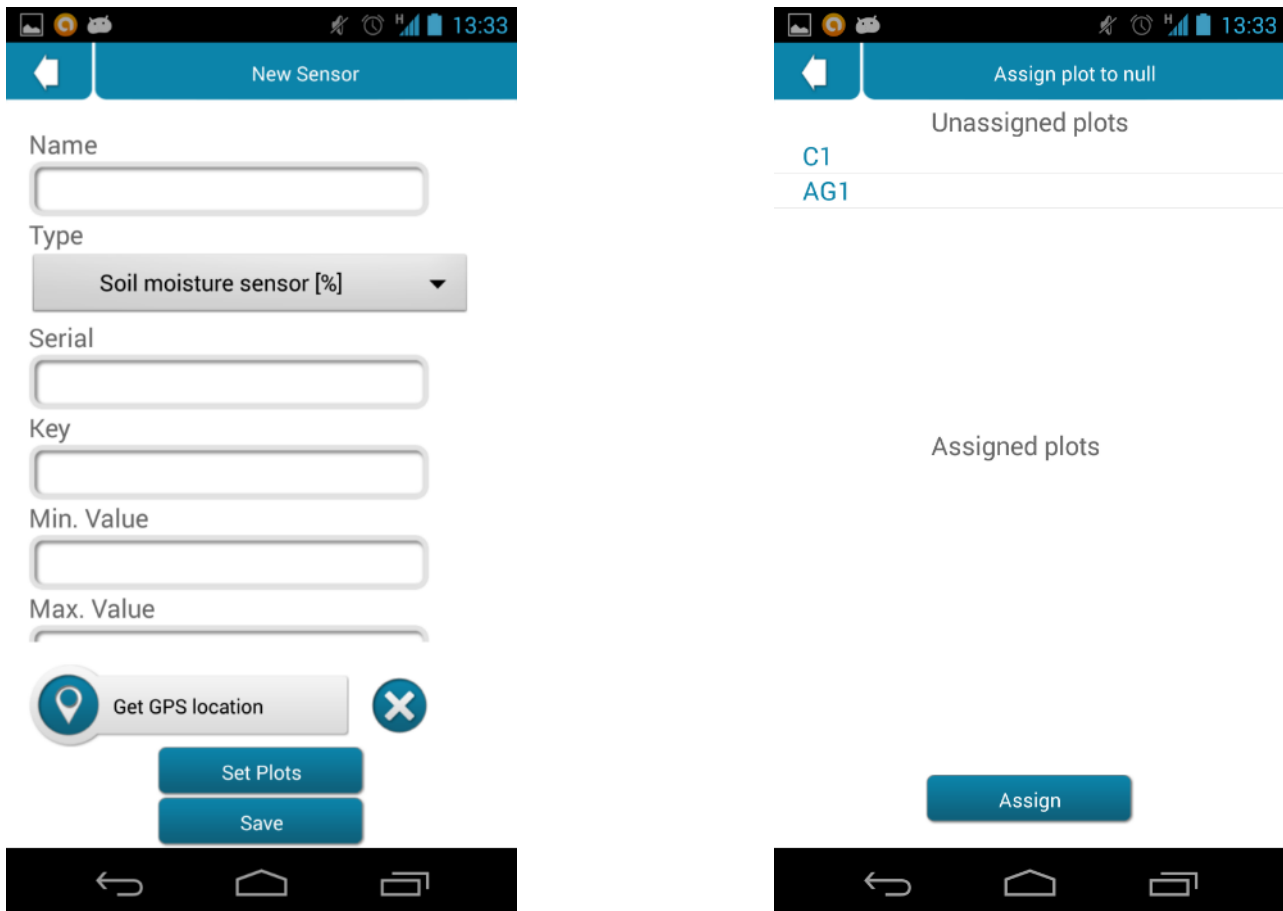 H 13:33
New Sensor
Name
Type
Soil moisture sensor [%]
Serial
Key
Min. Value
Max. Value
Get GPS location
Set Plots
Save
H 13:33
Assign plot to null
Unassigned plots
C1
AG1
Assigned plots
Assign